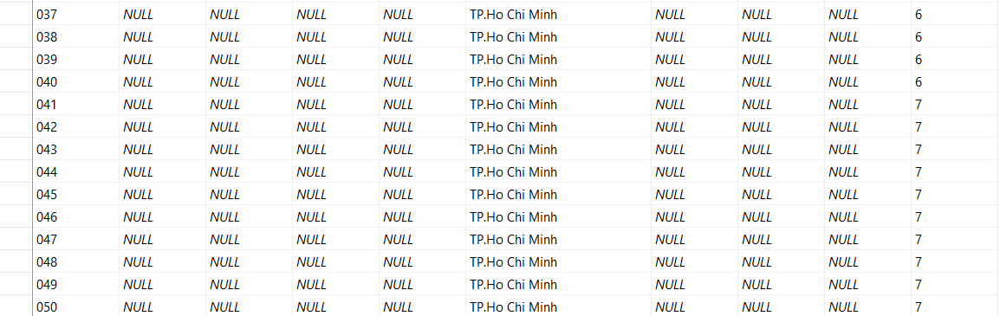 037 NULL NULL NULL NULL TP.Ho Chi Minh NULL NULL NULL 6
038 NULL NULL NULL NULL TP.Ho Chi Minh NULL NULL NULL 6
039 NULL NULL NULL NULL TP.Ho Chi Minh NULL NULL NULL 6
040 NULL NULL NULL NULL TP.Ho Chi Minh NULL NULL NULL 6
041 NULL NULL NULL NULL TP.Ho Chi Minh NULL NULL NULL 7
042 NULL NULL NULL NULL TP.Ho Chi Minh NULL NULL NULL 7
043 NULL NULL NULL NULL TP.Ho Chi Minh NULL NULL NULL 7
044 NULL NULL NULL NULL TP.Ho Chi Minh NULL NULL NULL 7
045 NULL NULL NULL NULL TP.Ho Chi Minh NULL NULL NULL 7
046 NULL NULL NULL NULL TP.Ho Chi Minh NULL NULL NULL 7
047 NULL NULL NULL NULL TP.Ho Chi Minh NULL NULL NULL 7
048 NULL NULL NULL NULL TP.Ho Chi Minh NULL NULL NULL 7
049 NULL NULL NULL NULL TP.Ho Chi Minh NULL NULL NULL 7
050 NULL NULL NULL NULL TP.Ho Chi Minh NULL NULL NULL 7